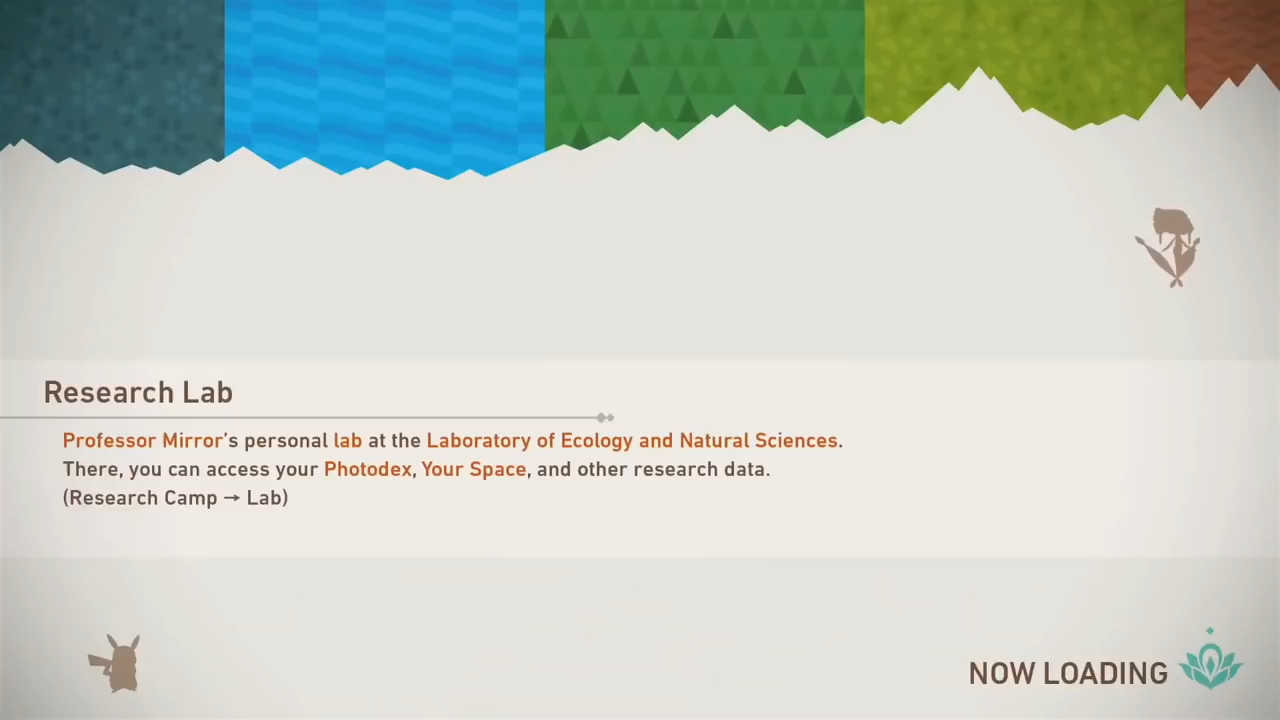 Research Lab
Professor Mirror's personal lab at the Laboratory of Ecology and Natural Sciences.
There, you can access your Photodex, Your Space, and other research data.
(Research Camp → Lab)
NOW LOADING